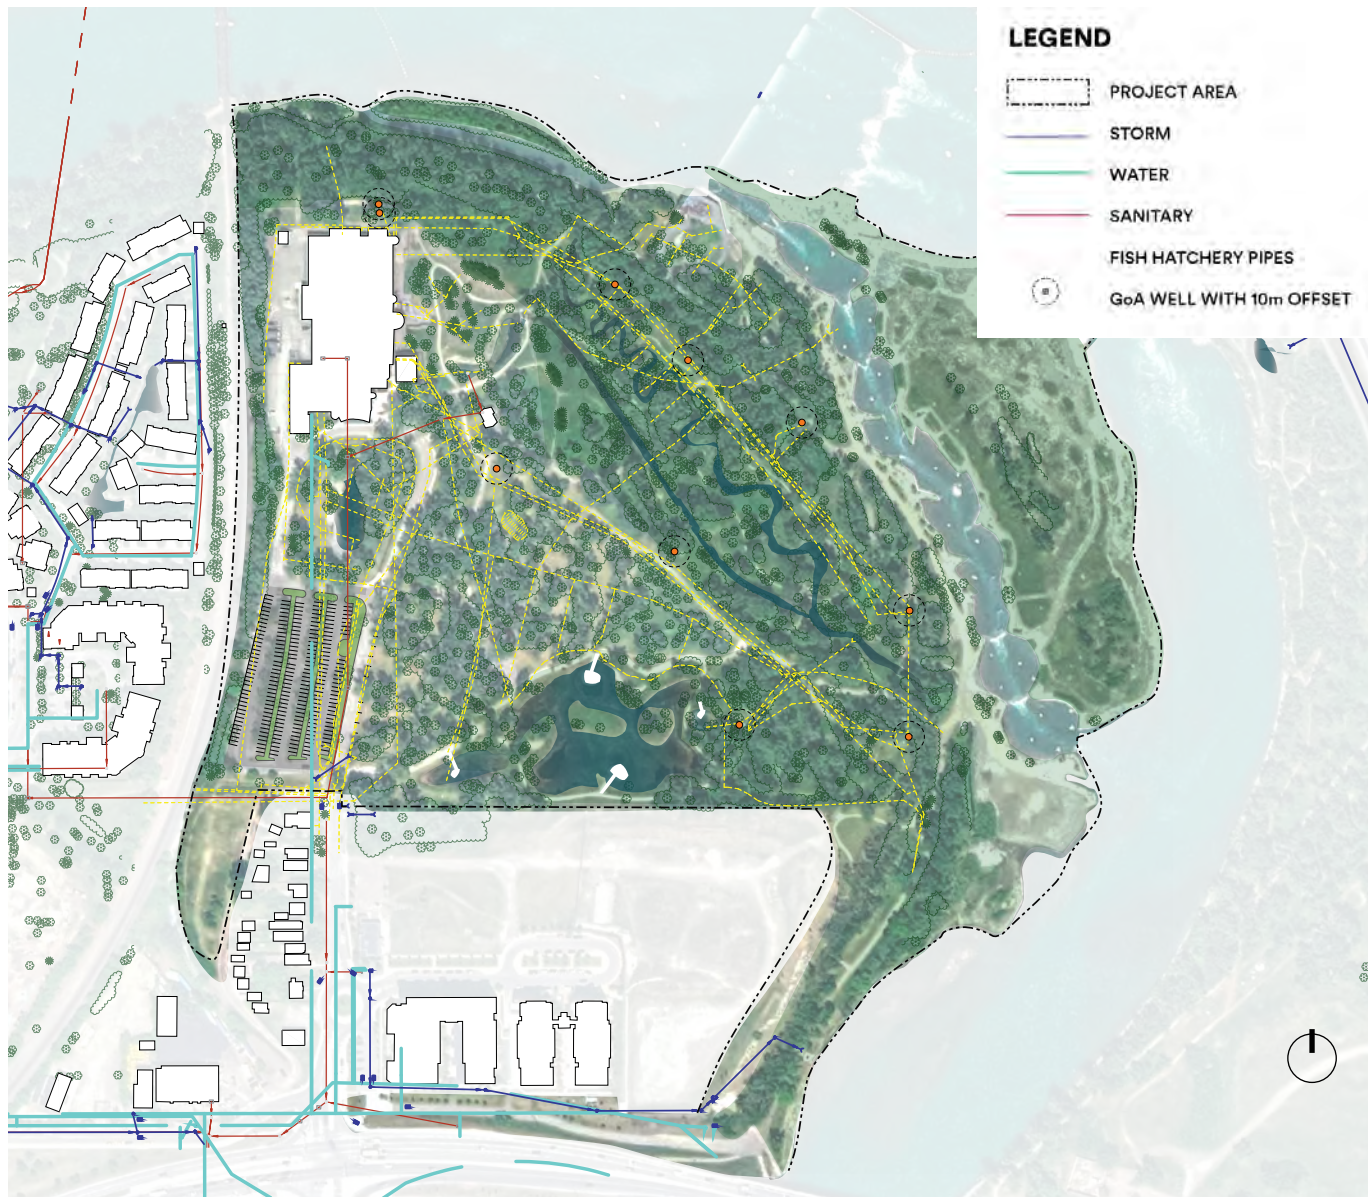 LEGEND
PROJECT AREA
STORM
WATER
SANITARY
FISH HATCHERY PIPES
GoA WELL WITH 10m OFFSET